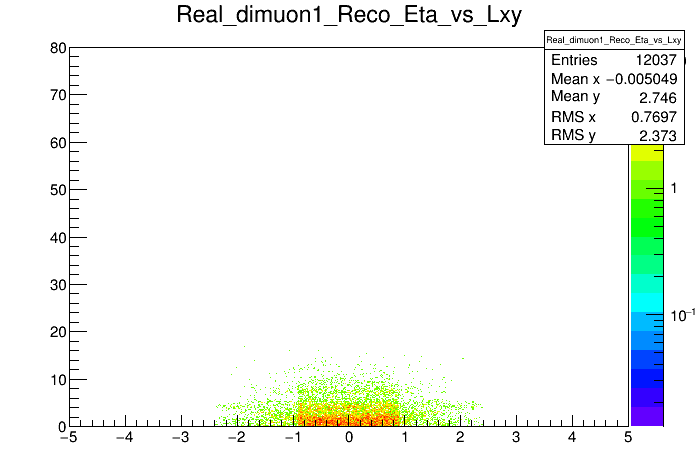 Real_dimuon1_Reco_Eta_vs_Lxy
Real_dimuon1_Reco_Eta_vs_Lxy
Entries 12037
Mean x −0.005049
Mean y 2.746
RMS x 0.7697
RMS y 2.373
80
70
60
50
40
30
20
10
0
−5 −4 −3 −2 −1 0 1 2 3 4 5
1
10⁻¹